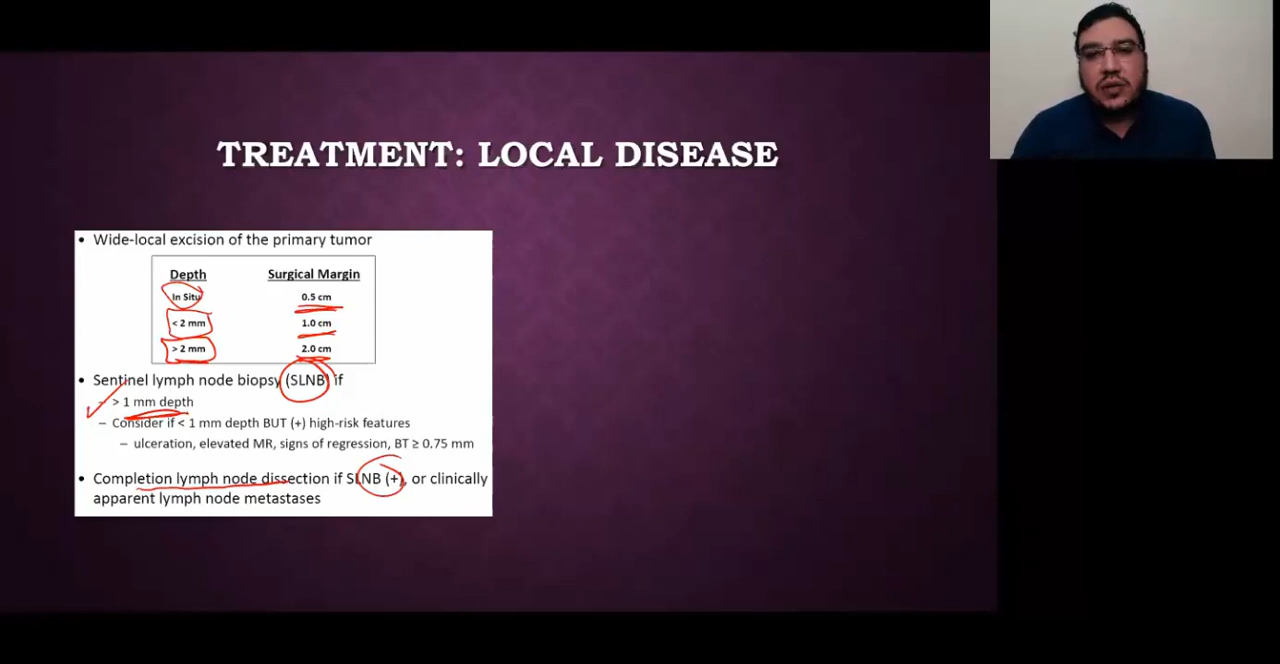 TREATMENT: LOCAL DISEASE
• Wide-local excision of the primary tumor
Depth Surgical Margin
In Situ 0.5 cm
< 2 mm 1.0 cm
> 2 mm 2.0 cm
• Sentinel lymph node biopsy (SLNB) if
– > 1 mm depth
– Consider if < 1 mm depth BUT (+) high-risk features
– ulceration, elevated MR, signs of regression, BT ≥ 0.75 mm
• Completion lymph node dissection if SLNB (+), or clinically
apparent lymph node metastases